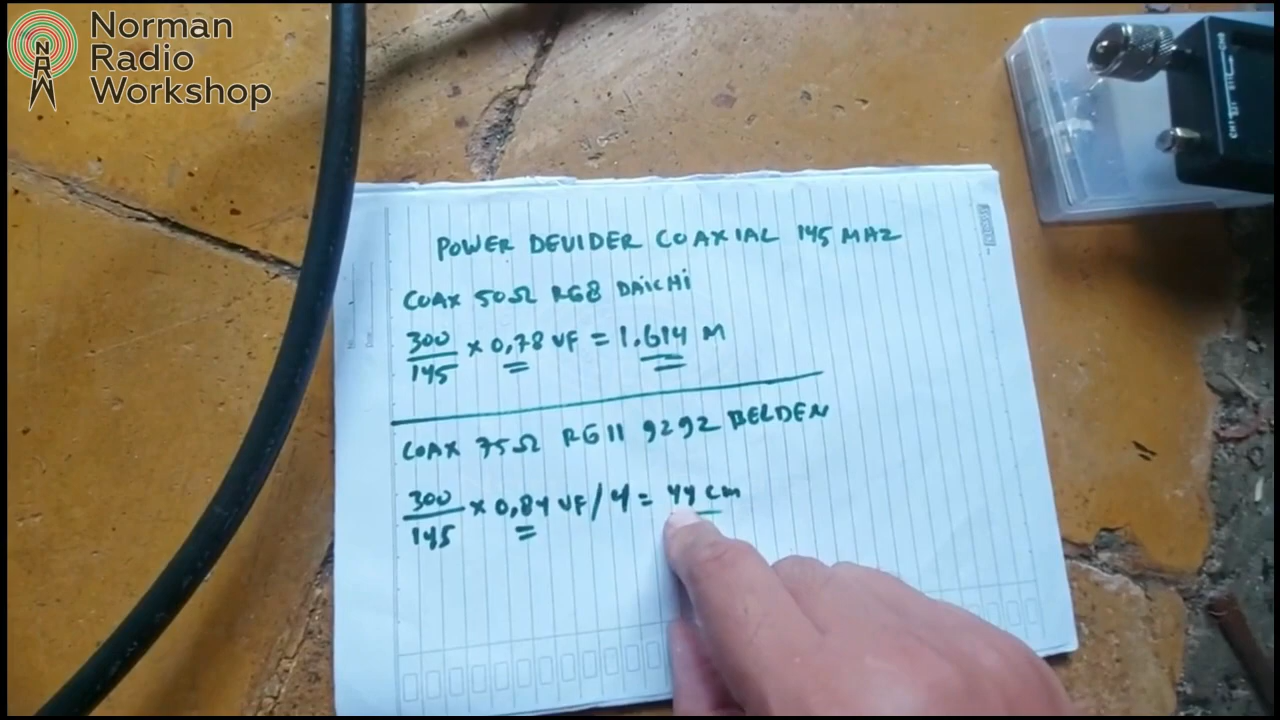 Norman
Radio
Workshop
POWER DEVIDER COAXIAL 145 MHZ
COAX 50Ω RG8 DAICHI
300
145
× 0,78 VF = 1.614 M
COAX 75Ω RG11 9292 BELDEN
300
145
× 0,84 VF / 4 = 44 cm